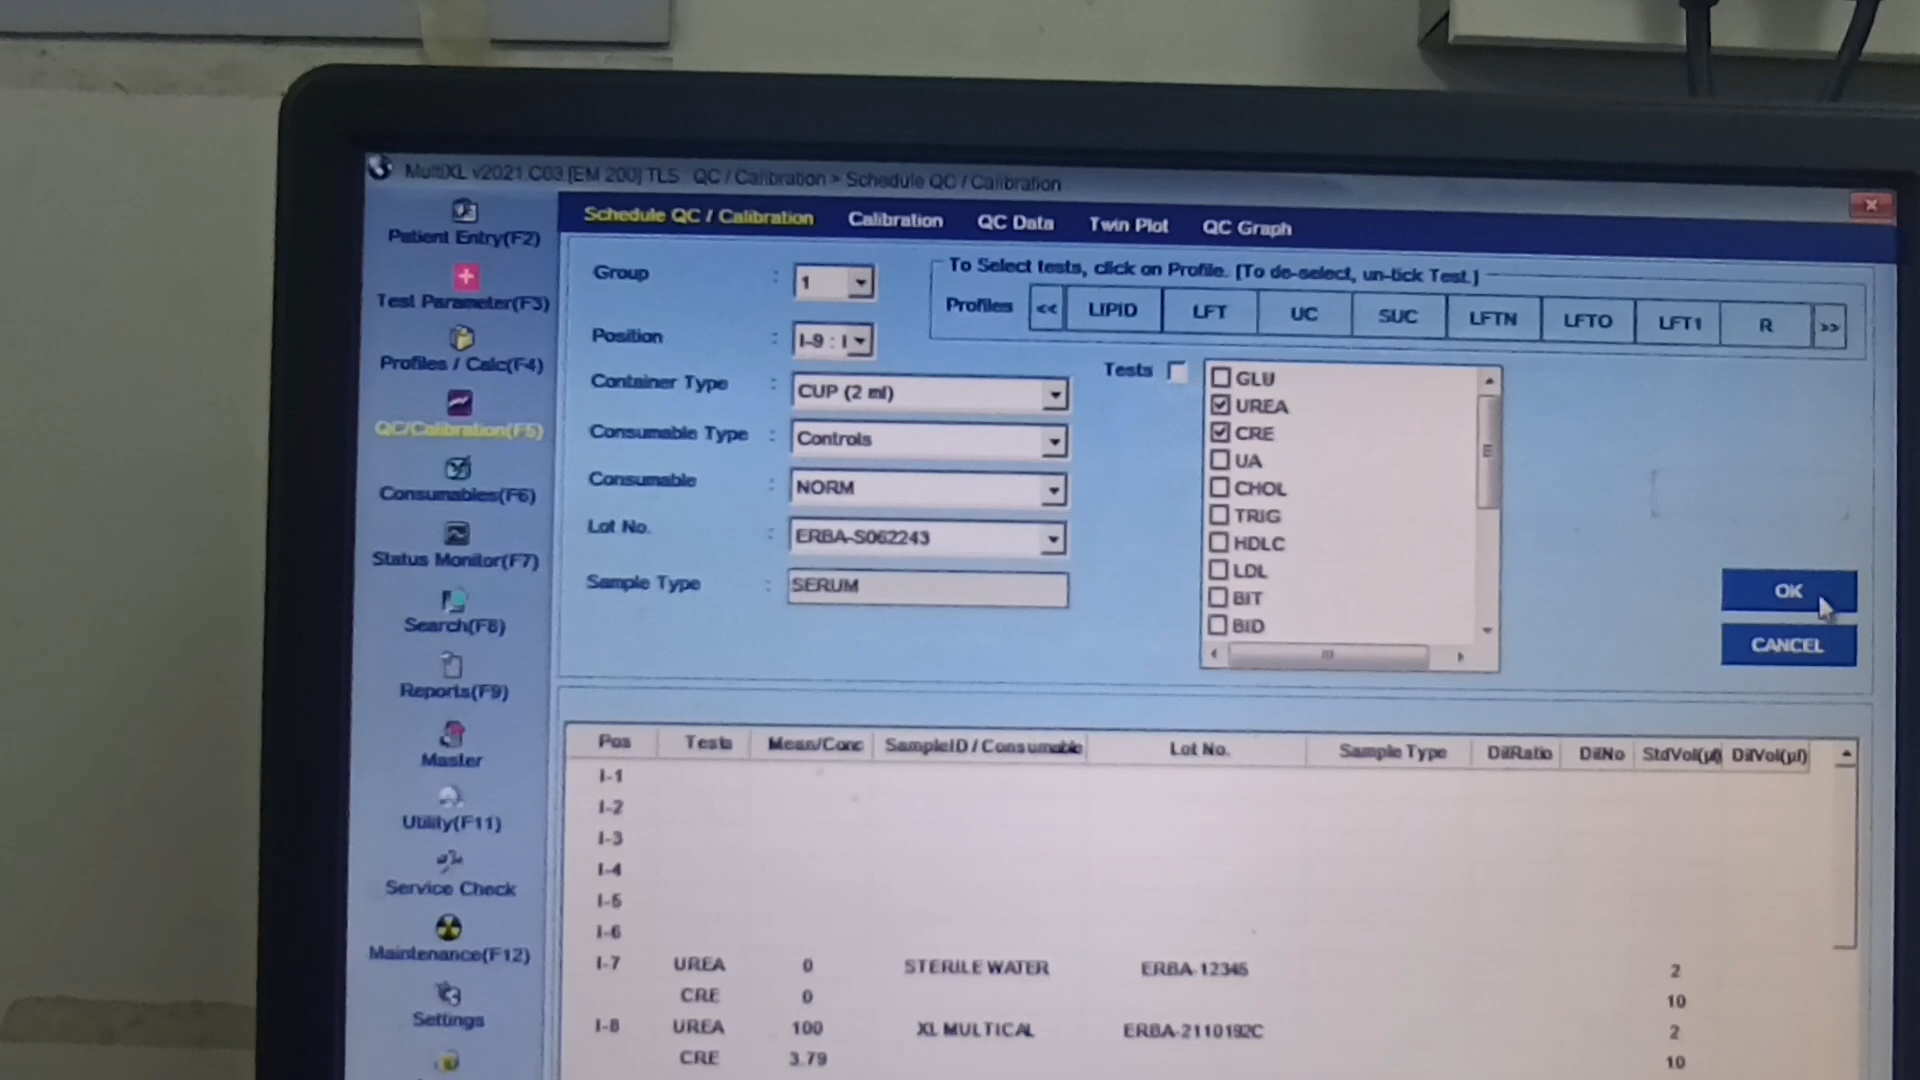 MultiXL v2021.C03.[EM 200] TLS QC / Calibration > Schedule QC / Calibration
Patient Entry(F2)
Test Parameter(F3)
Profiles / Calc(F4)
QC/Calibration(F5)
Consumables(F6)
Status Monitor(F7)
Search(F8)
Reports(F9)
Master
Utility(F11)
Service Check
Maintenance(F12)
Settings
Schedule QC / Calibration Calibration QC Data Twin Plot QC Graph
Group : 1
Position : I-9 : I
Container Type : CUP (2 ml)
Consumable Type : Controls
Consumable : NORM
Lot No. : ERBA-S062243
Sample Type : SERUM
To Select tests, click on Profile. [To de-select, un-tick Test.]
Profiles << LIPID LFT UC SUC LFTN LFTO LFT1 R >>
Tests
GLU
UREA
CRE
UA
CHOL
TRIG
HDLC
LDL
BIT
BID
OK
CANCEL
Pos Tests Mean/Conc SampleID / Consumable Lot No. Sample Type DilRatio DilNo StdVol(µl) DilVol(µl)
I-1
I-2
I-3
I-4
I-5
I-6
I-7 UREA 0 STERILE WATER ERBA-12345 2
CRE 0 10
I-8 UREA 100 XL MULTICAL ERBA-2110192C 2
CRE 3.79 10